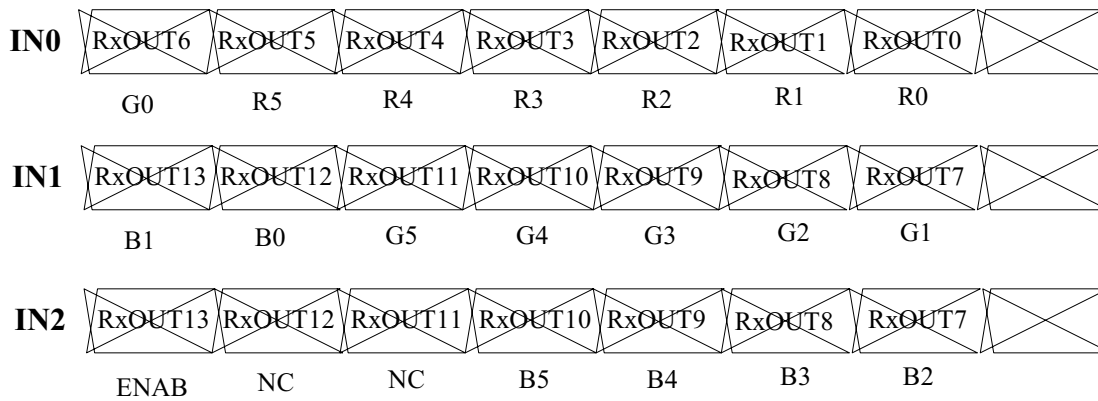 IN0 RxOUT6 RxOUT5 RxOUT4 RxOUT3 RxOUT2 RxOUT1 RxOUT0
G0 R5 R4 R3 R2 R1 R0
IN1 RxOUT13 RxOUT12 RxOUT11 RxOUT10 RxOUT9 RxOUT8 RxOUT7
B1 B0 G5 G4 G3 G2 G1
IN2 RxOUT13 RxOUT12 RxOUT11 RxOUT10 RxOUT9 RxOUT8 RxOUT7
ENAB NC NC B5 B4 B3 B2